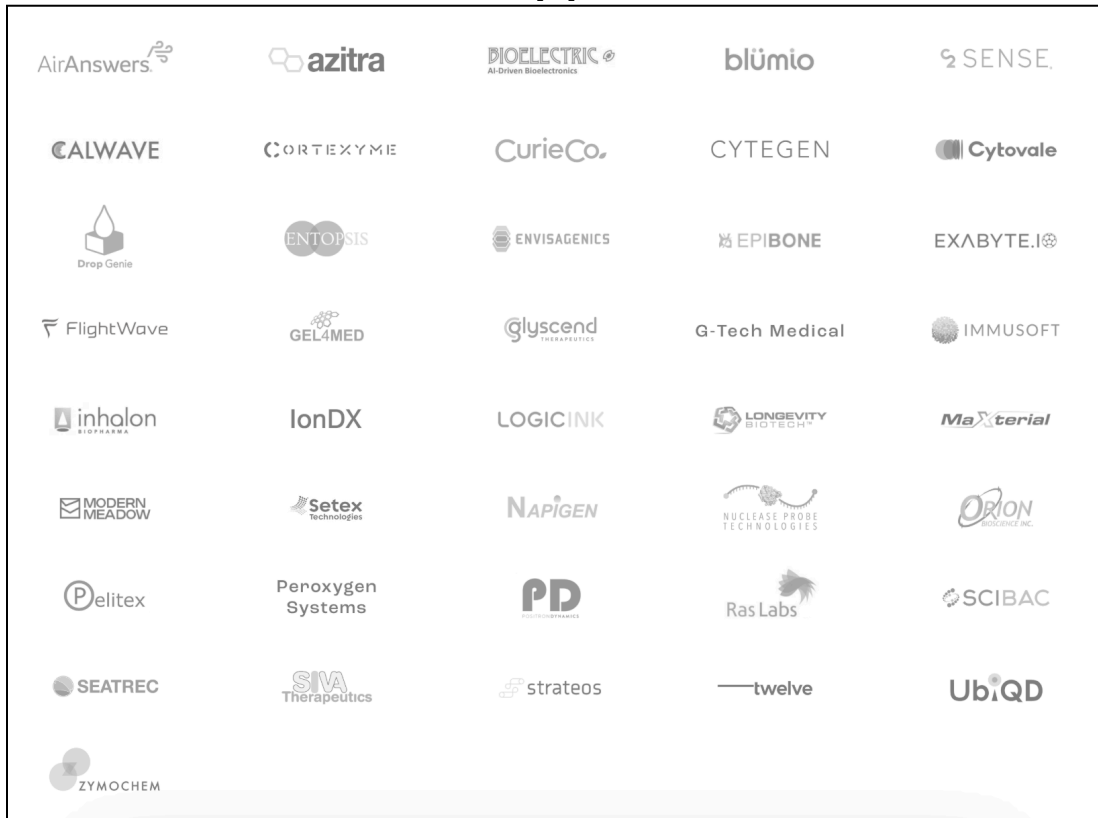 AirAnswers.
azitra
BIOELECTRIC
AI-Driven Bioelectronics
blümio
C2 SENSE.
CALWAVE
CORTEXYME
CurieCo.
CYTEGEN
Cytovale
Drop Genie
ENTOPSIS
ENVISAGENICS
EPIBONE
EXABYTE.IO
FlightWave
GEL4MED
glyscend
THERAPEUTICS
G-Tech Medical
IMMUSOFT
inhalon
BIOPHARMA
IonDX
LOGICINK
LONGEVITY
BIOTECH™
MaXterial
MODERN
MEADOW
Setex
Technologies
NAPIGEN
NUCLEASE PROBE
TECHNOLOGIES
ORION
BIOSCIENCE INC.
Pelitex
Peroxygen
Systems
PD
POSITRONDYNAMICS
Ras Labs
SCIBAC
SEATREC
SIVA
Therapeutics
strateos
twelve
UbiQD
ZYMOCHEM